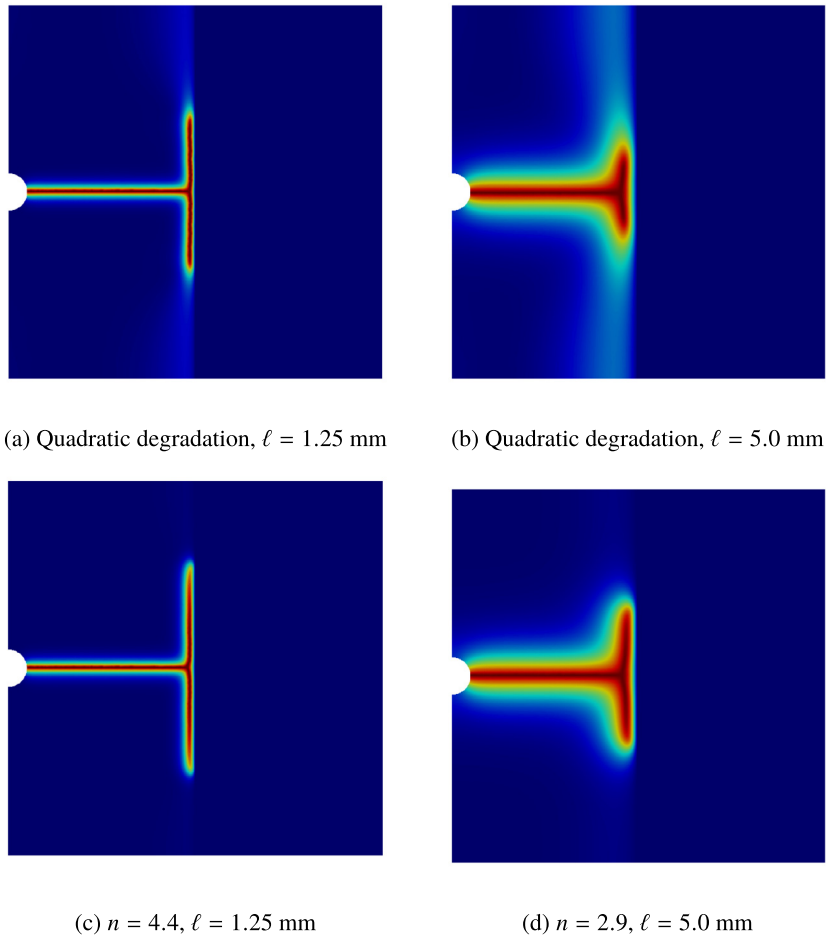 (a) Quadratic degradation, ℓ = 1.25 mm
(b) Quadratic degradation, ℓ = 5.0 mm
(c) n = 4.4, ℓ = 1.25 mm
(d) n = 2.9, ℓ = 5.0 mm